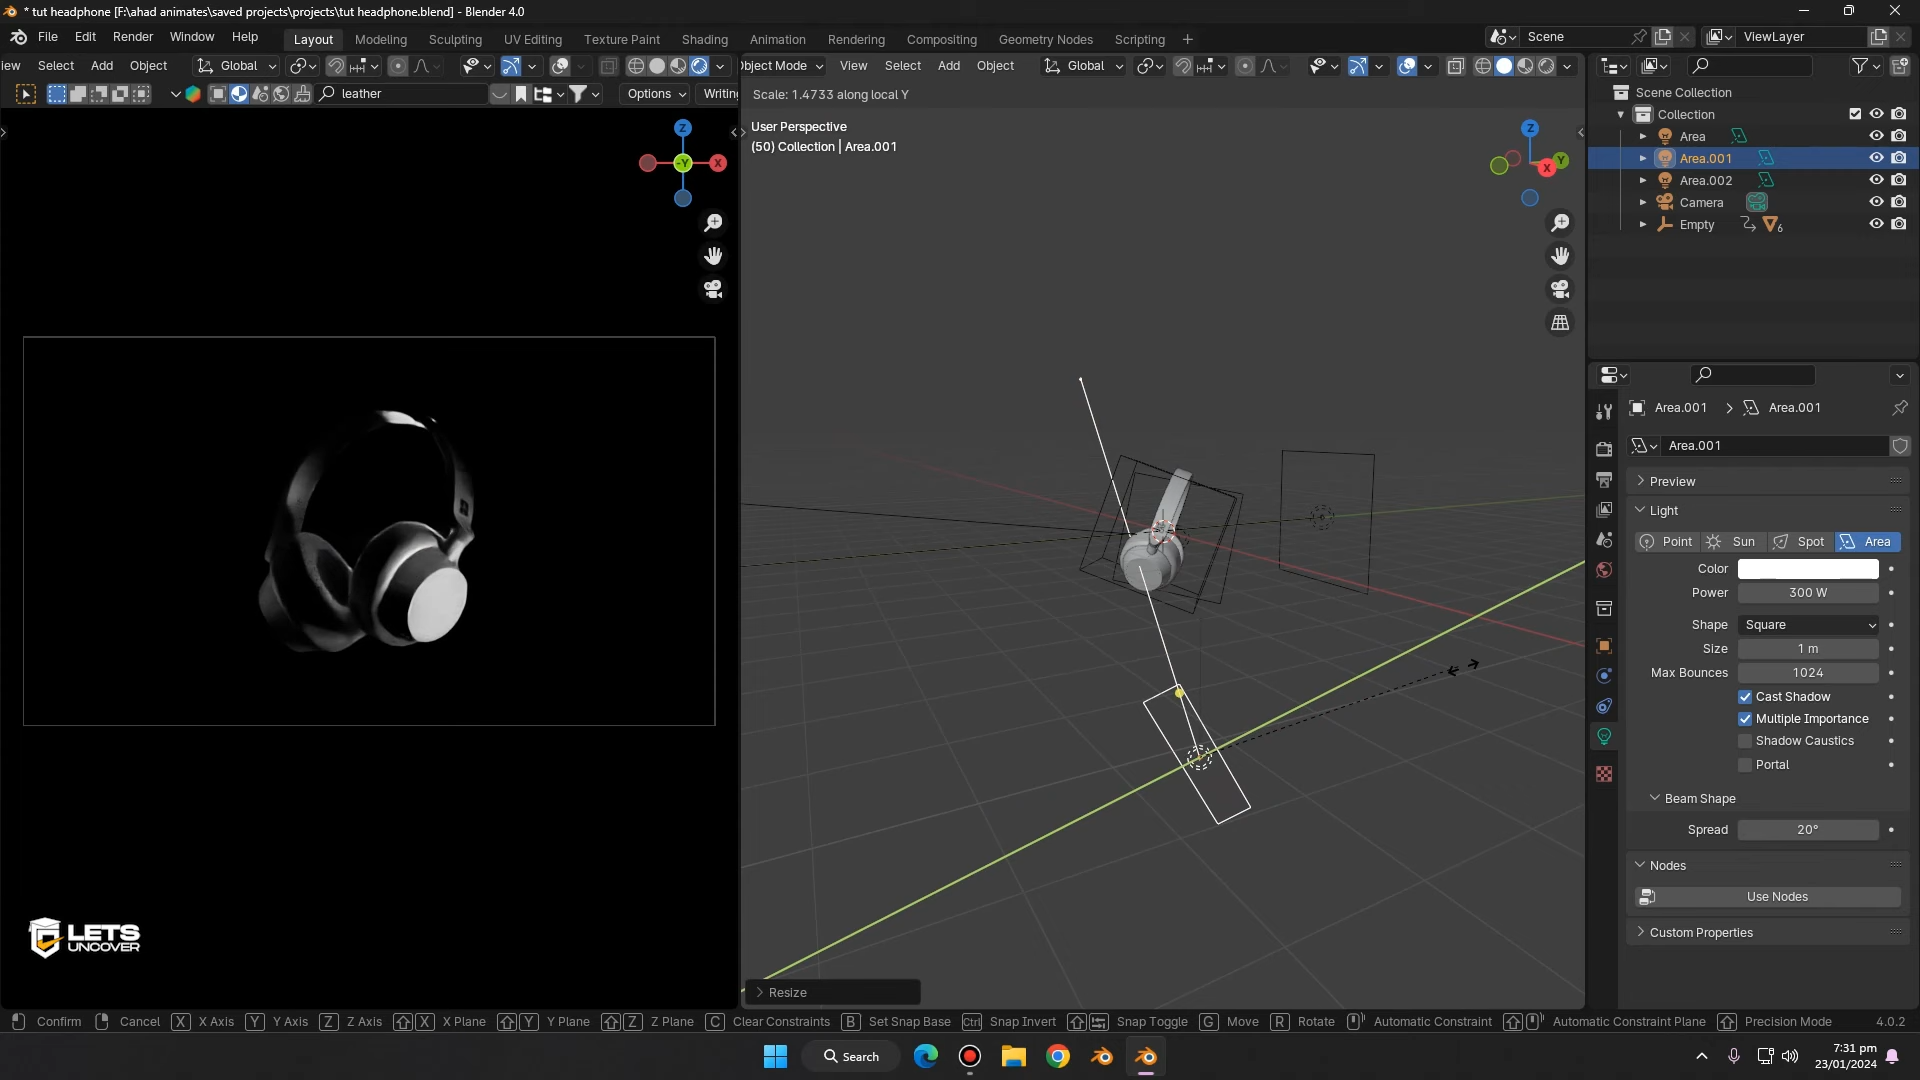 * tut headphone [F:\ahad animates\saved projects\projects\tut headphone.blend] - Blender 4.0
File Edit Render Window Help Layout Modeling Sculpting UV Editing Texture Paint Shading Animation Rendering Compositing Geometry Nodes Scripting + Scene ViewLayer
iew Select Add Object Global
bject Mode View Select Add Object Global
leather Options Writin
Scale: 1.4733 along local Y
User Perspective
(50) Collection | Area.001
Z
-Y
X
Z
Y
X
Scene Collection
Collection
Area
Area.001
Area.002
Camera
Empty 6
Area.001 > Area.001
Area.001
Preview
Light
Point Sun Spot Area
Color
Power 300 W
Shape Square
Size 1 m
Max Bounces 1024
Cast Shadow
Multiple Importance
Shadow Caustics
Portal
Beam Shape
Spread 20°
Nodes
Use Nodes
Custom Properties
LETS
UNCOVER
Resize
Confirm Cancel X X Axis Y Y Axis Z Z Axis X X Plane Y Y Plane Z Z Plane C Clear Constraints B Set Snap Base Ctrl Snap Invert Snap Toggle G Move R Rotate Automatic Constraint Automatic Constraint Plane Precision Mode 4.0.2
Search
7:31 pm
23/01/2024